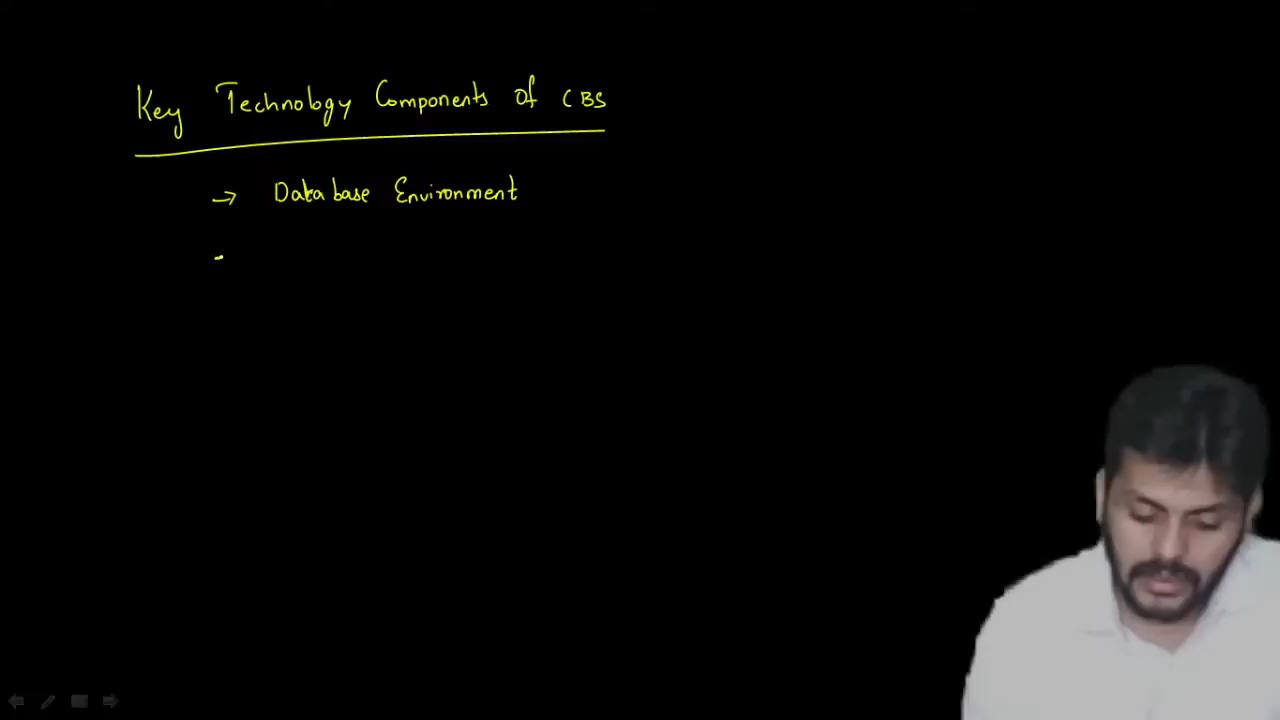 Key Technology Components Of CBS
→ Database Environment
-